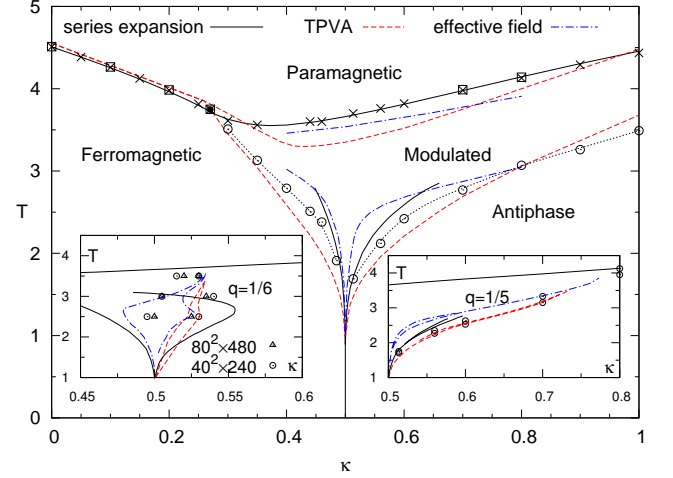 series expansion TPVA effective field
5
4
3
2
1
0
T
Paramagnetic
Ferromagnetic
Modulated
Antiphase
T
4
3
2
1
q=1/6
80²×480
40²×240
κ
0.45 0.5 0.55 0.6
T
4
3
2
1
q=1/5
κ
0.5 0.6 0.7 0.8
0 0.2 0.4 0.6 0.8 1
κ